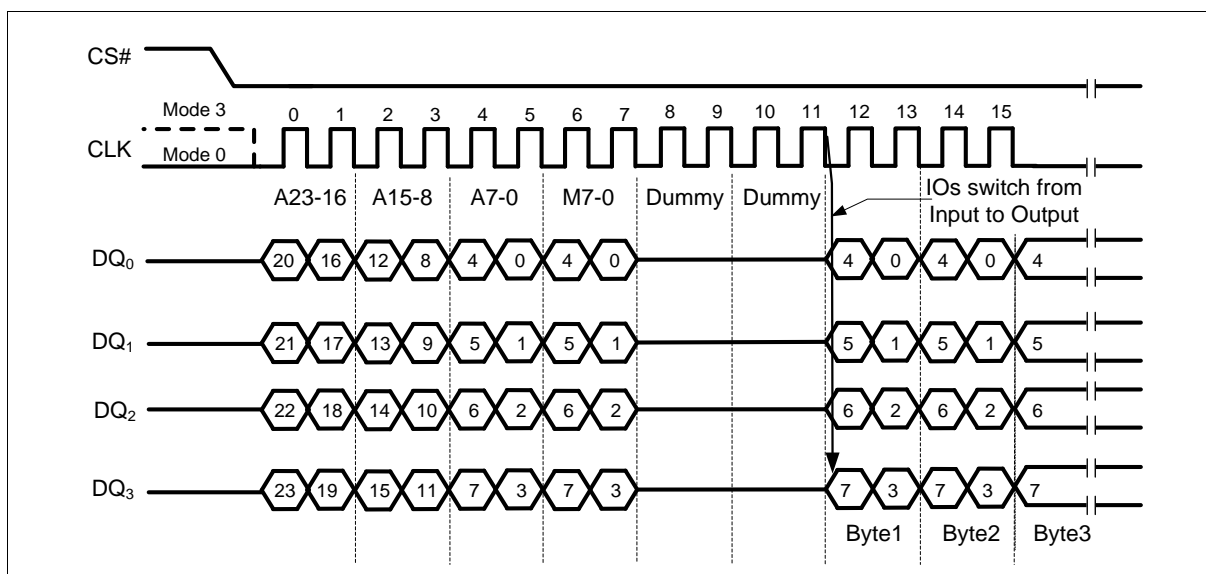 CS#
Mode 3
CLK
Mode 0
0 1 2 3 4 5 6 7 8 9 10 11 12 13 14 15
A23-16 A15-8 A7-0 M7-0 Dummy Dummy
IOs switch from
Input to Output
DQ0 20 16 12 8 4 0 4 0 4 0 4 0 4
DQ1 21 17 13 9 5 1 5 1 5 1 5 1 5
DQ2 22 18 14 10 6 2 6 2 6 2 6 2 6
DQ3 23 19 15 11 7 3 7 3 7 3 7 3 7
Byte1 Byte2 Byte3